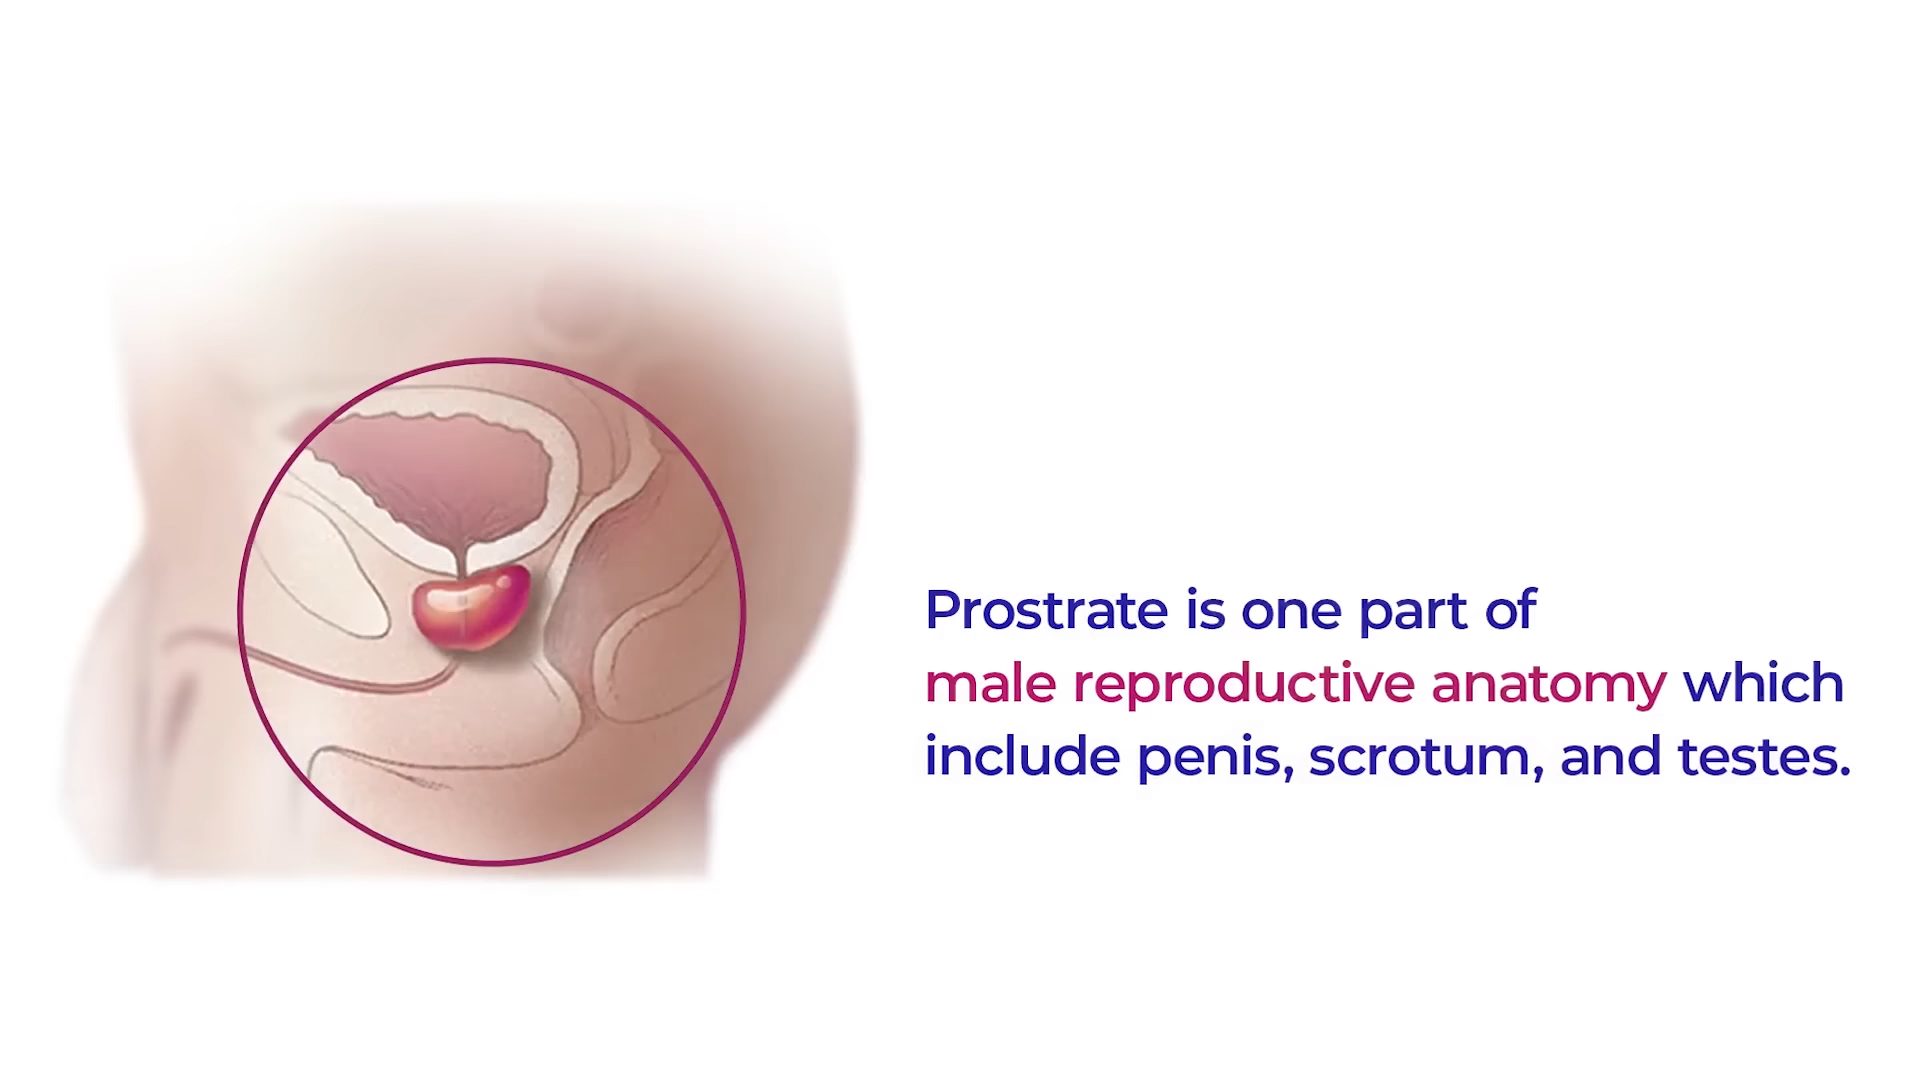 Prostrate is one part of
male reproductive anatomy which
include penis, scrotum, and testes.